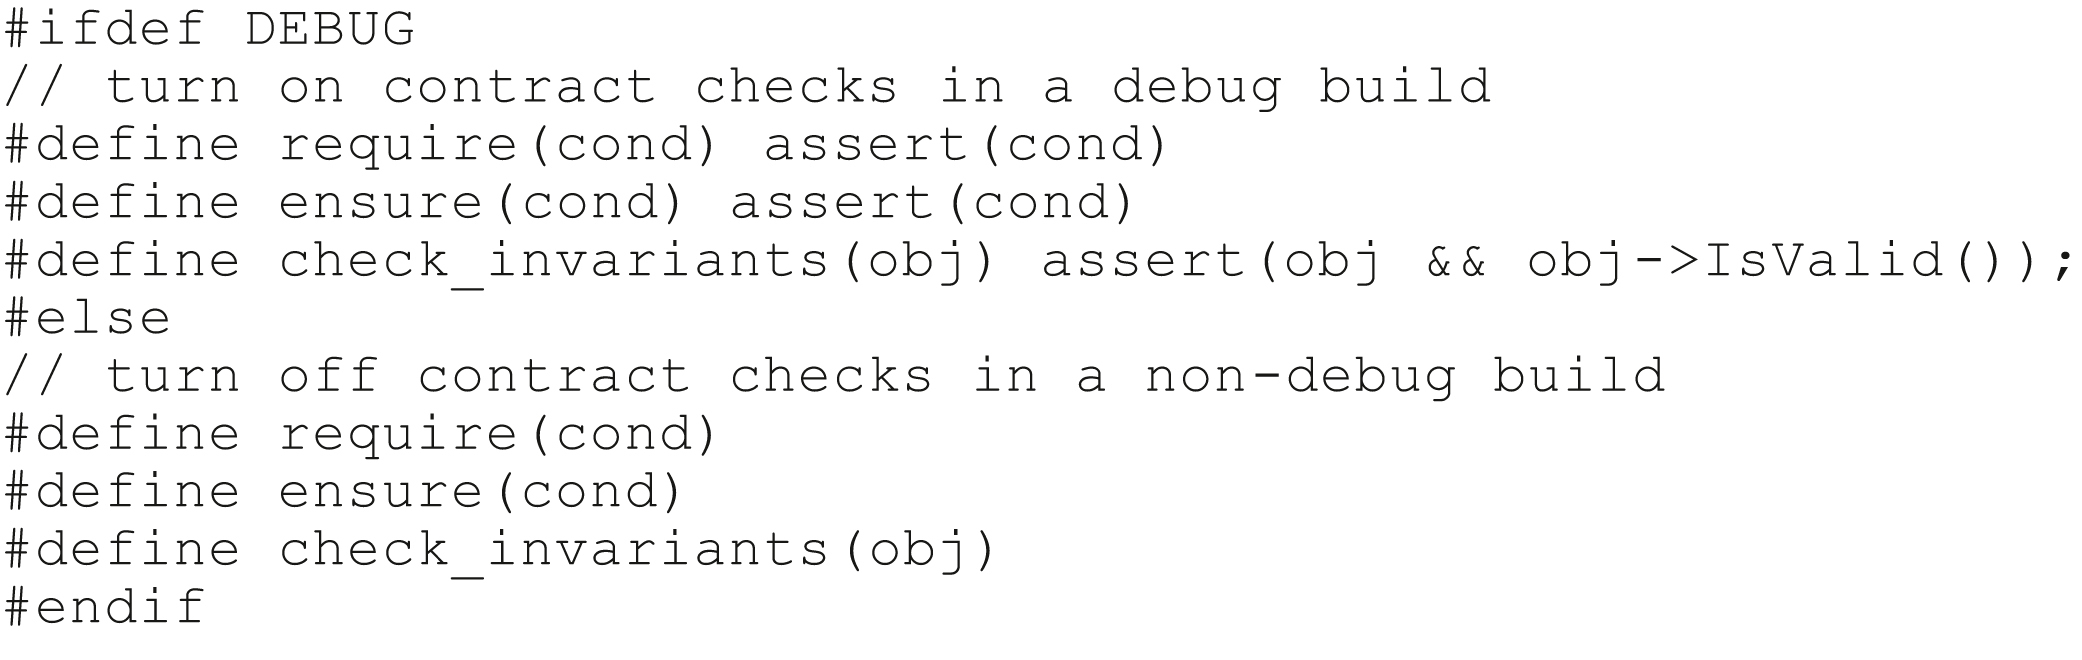 #ifdef DEBUG
// turn on contract checks in a debug build
#define require(cond) assert(cond)
#define ensure(cond) assert(cond)
#define check_invariants(obj) assert(obj && obj->IsValid());
#else
// turn off contract checks in a non-debug build
#define require(cond)
#define ensure(cond)
#define check_invariants(obj)
#endif